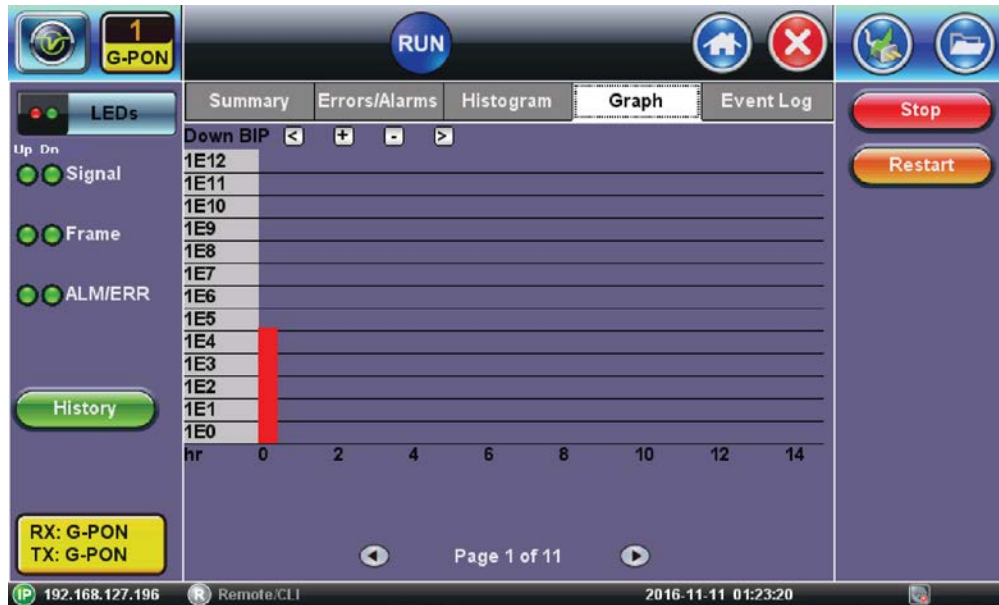 1
G-PON
RUN
LEDs
Summary
Errors/Alarms
Histogram
Graph
Event Log
Stop
Restart
Up Dn
Signal
Frame
ALM/ERR
History
RX: G-PON
TX: G-PON
Down BIP < + - >
1E12
1E11
1E10
1E9
1E8
1E7
1E6
1E5
1E4
1E3
1E2
1E1
1E0
hr 0 2 4 6 8 10 12 14
Page 1 of 11
IP 192.168.127.196
R Remote/CLI
2016-11-11 01:23:20